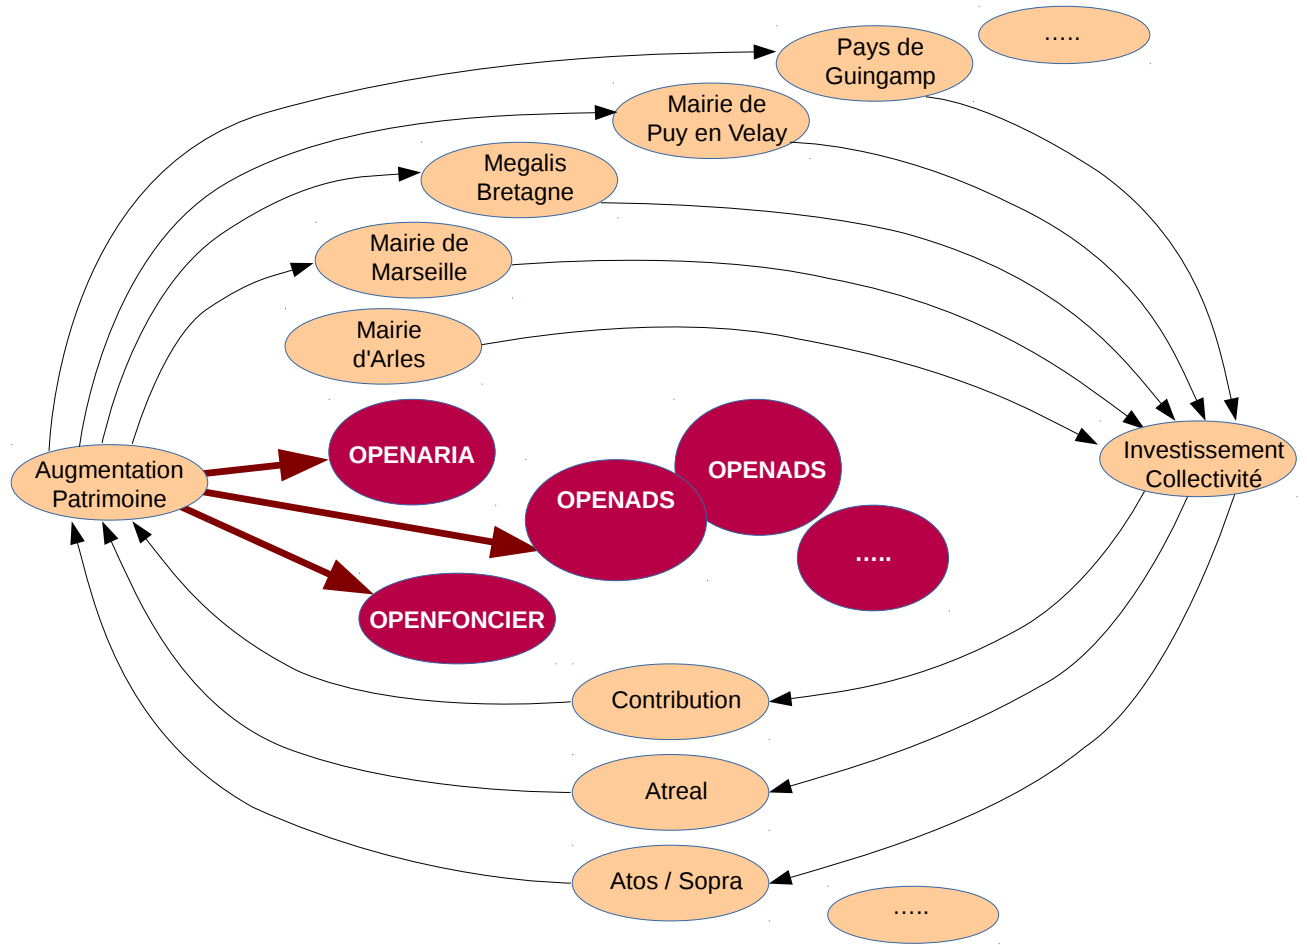 …..
Pays de
Guingamp
Mairie de
Puy en Velay
Megalis
Bretagne
Mairie de
Marseille
Mairie
d'Arles
OPENARIA
OPENADS
OPENADS
Augmentation
Patrimoine
Investissement
Collectivité
…..
OPENFONCIER
Contribution
Atreal
Atos / Sopra
…..